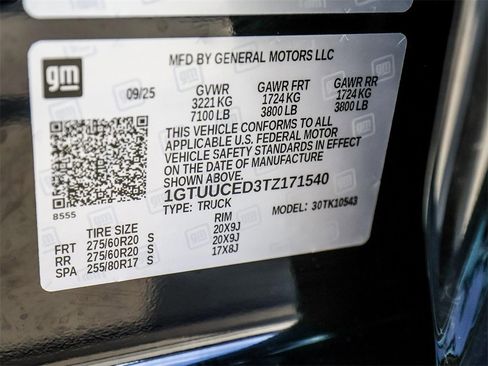 gm
MFD BY GENERAL MOTORS LLC
09/25 GVWR GAWR FRT GAWR RR
3221 KG 1724 KG 1724 KG
7100 LB 3800 LB 3800 LB
THIS VEHICLE CONFORMS TO ALL
APPLICABLE U.S. FEDERAL MOTOR
VEHICLE SAFETY STANDARDS IN EFFECT
ON THE DATE OF MANUFACTURE
8555 1GTUUCED3TZ171540
TYPE: TRUCK MODEL: 30TK10543
TIRE SIZE RIM
FRT 275/60R20 S 20X9J
RR 275/60R20 S 20X9J
SPA 255/80R17 S 17X8J